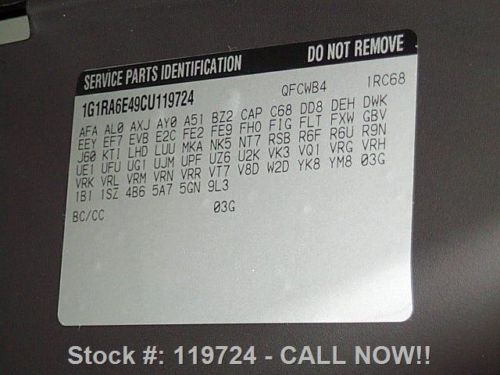 SERVICE PARTS IDENTIFICATION DO NOT REMOVE
1G1RA6E49CU119724 QFCWB4 1RC68
AFA AL0 AXJ AY0 A51 BZ2 CAP C68 DD8 DEH DWK
EEY EF7 EVB E2C FE2 FE9 FHO FIG FLT FXW GBV
J60 KTI LHD LUU MKA NK5 NT7 RSB R6F R6U R9N
UE1 UFU UG1 UJM UPF UZ6 U2K VK3 VQ1 VRG VRH
VRK VRL VRM VRN VRR VT7 V8D W2D YK8 YM8 03G
1B1 1SZ 4B6 5A7 5GN 9L3
BC/CC 03G
Stock #: 119724 - CALL NOW!!